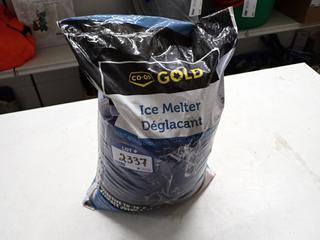 CO-OP GOLD
Ice Melter
Déglaçant
LOT #
2337